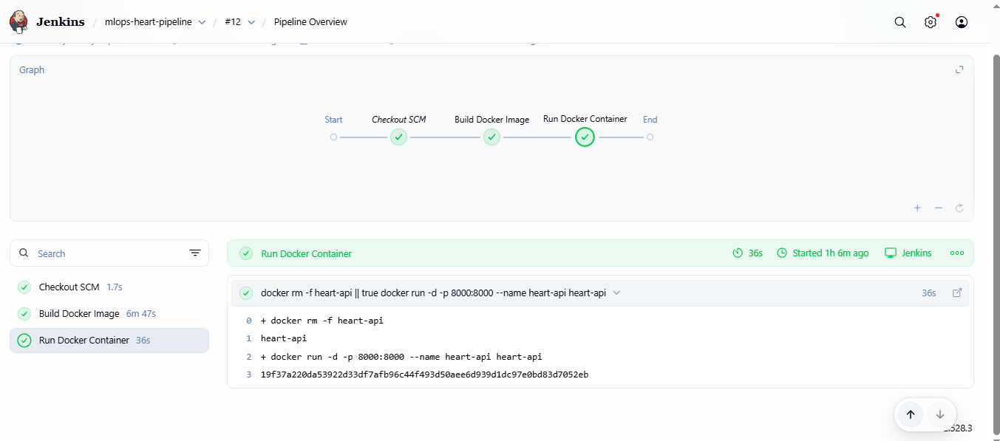 Jenkins / mlops-heart-pipeline / #12 / Pipeline Overview
Graph
Start Checkout SCM Build Docker Image Run Docker Container End
Search
Checkout SCM 1.7s
Build Docker Image 6m 47s
Run Docker Container 36s
Run Docker Container 36s Started 1h 6m ago Jenkins
docker rm -f heart-api || true docker run -d -p 8000:8000 --name heart-api heart-api 36s
0 + docker rm -f heart-api
1 heart-api
2 + docker run -d -p 8000:8000 --name heart-api heart-api
3 19f37a220da53922d33df7afb96c44f493d50aee6d939d1dc97e0bd83d7052eb
.528.3